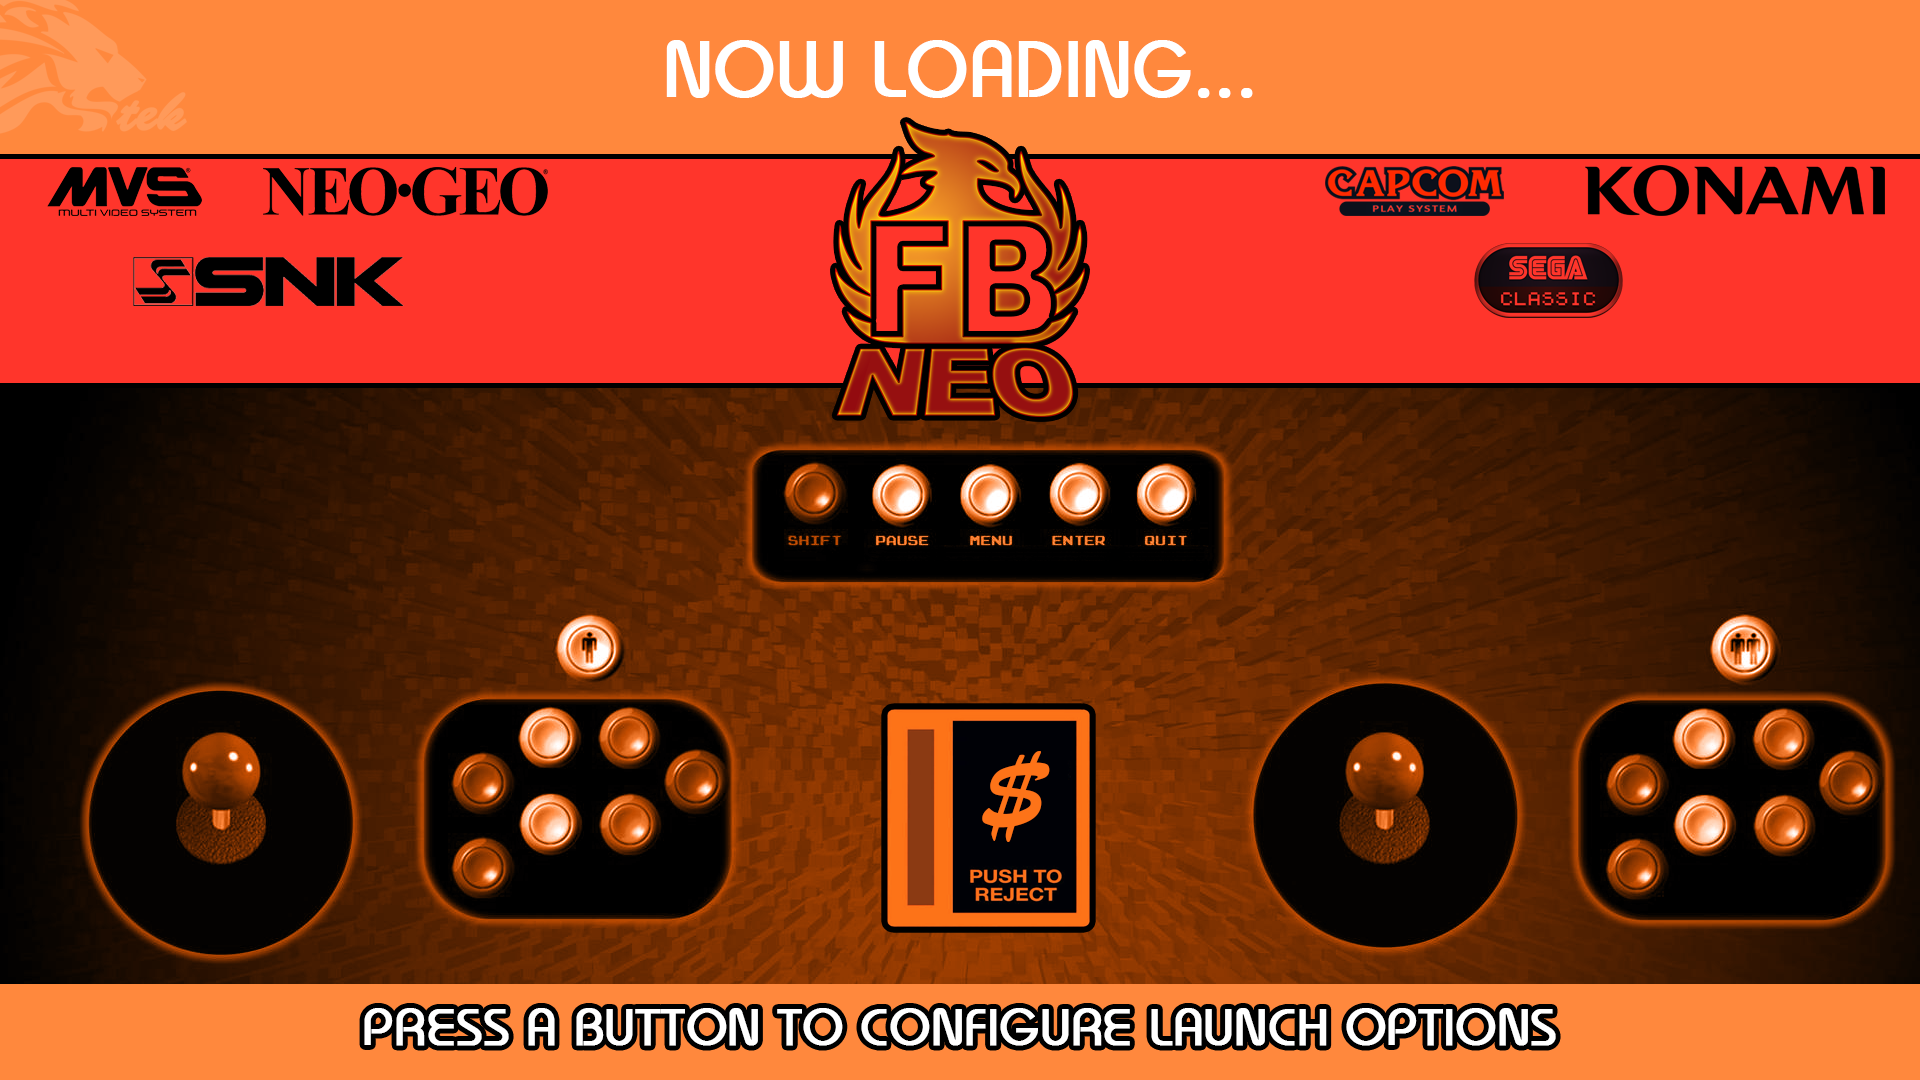 NOW LOADING...
tek
MVS
MULTI VIDEO SYSTEM
NEO•GEO
SNK
CAPCOM
PLAY SYSTEM
KONAMI
SEGA
CLASSIC
FB
NEO
SHIFT PAUSE MENU ENTER QUIT
$
PUSH TO
REJECT
PRESS A BUTTON TO CONFIGURE LAUNCH OPTIONS